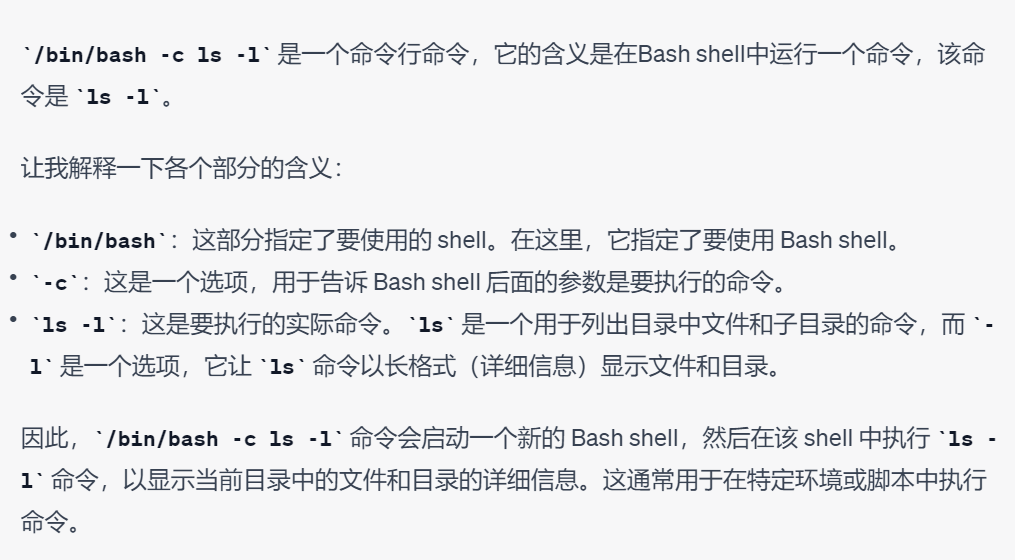 `/bin/bash -c ls -l` 是一个命令行命令，它的含义是在Bash shell中运行一个命令，该命
令是 `ls -l`。
让我解释一下各个部分的含义：
• `/bin/bash`：这部分指定了要使用的 shell。在这里，它指定了要使用 Bash shell。
• `-c`：这是一个选项，用于告诉 Bash shell 后面的参数是要执行的命令。
• `ls -l`：这是要执行的实际命令。`ls` 是一个用于列出目录中文件和子目录的命令，而 `-
l` 是一个选项，它让 `ls` 命令以长格式（详细信息）显示文件和目录。
因此，`/bin/bash -c ls -l` 命令会启动一个新的 Bash shell，然后在该 shell 中执行 `ls -
l` 命令，以显示当前目录中的文件和目录的详细信息。这通常用于在特定环境或脚本中执行
命令。